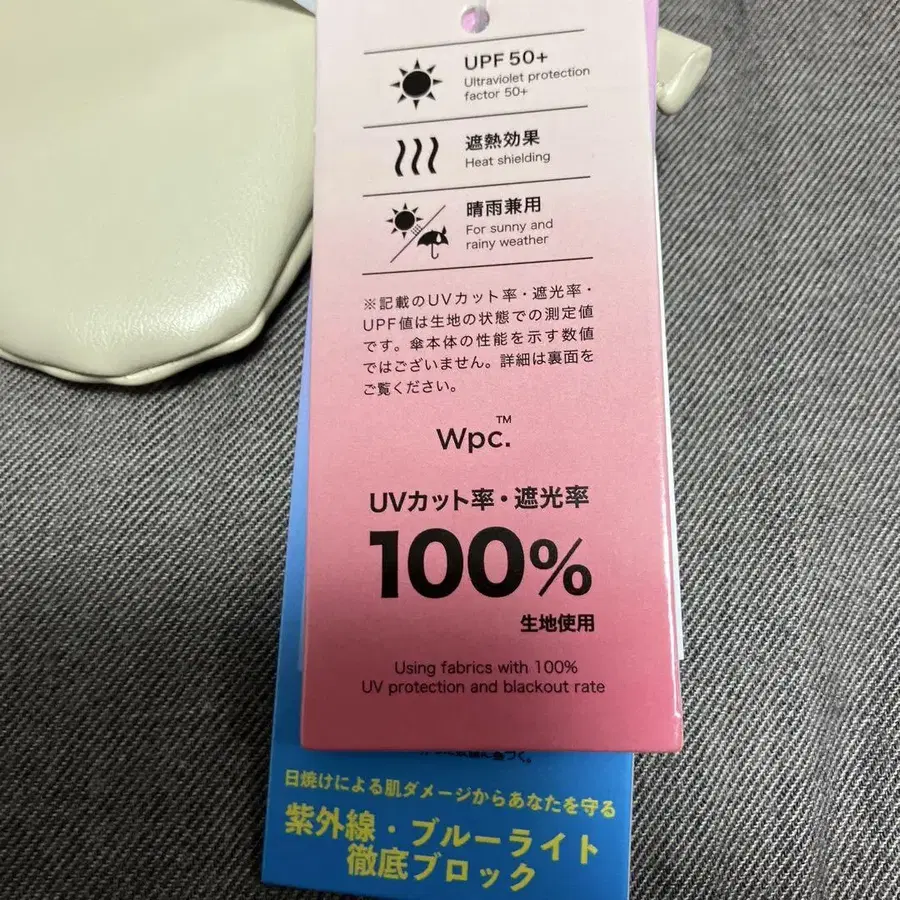 UPF 50+
Ultraviolet protection
factor 50+
遮熱効果
Heat shielding
晴雨兼用
For sunny and
rainy weather
※記載のUVカット率・遮光率・
UPF値は生地の状態での測定値
です。傘本体の性能を示す数値
ではございません。詳細は裏面を
ご覧ください。
Wpc.™
UVカット率・遮光率
100%
生地使用
Using fabrics with 100%
UV protection and blackout rate
日焼けによる肌ダメージからあなたを守る
紫外線・ブルーライト
徹底ブロック